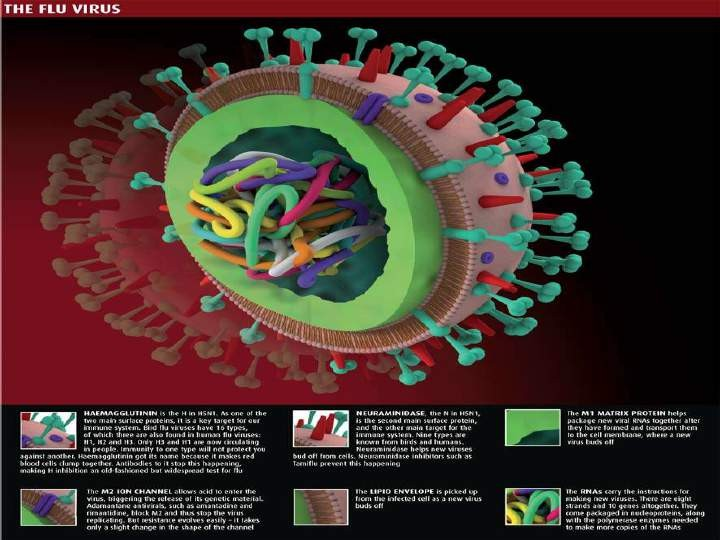 THE FLU VIRUS
HAEMAGGLUTININ is the H in H5N1. As one of the
two main surface proteins, it is a key target for our
immune system. Bird flu viruses have 16 types,
of which three are also found in human flu viruses:
H1, H2 and H3. Only H3 and H1 are now circulating
in people. Immunity to one type will not protect you
against another. Haemagglutinin got its name because it makes red
blood cells clump together. Antibodies to it stop this happening,
making H inhibition an old-fashioned but widespread test for flu
NEURAMINIDASE, the N in H5N1,
is the second main surface protein,
and the other main target for the
immune system. Nine types are
known from birds and humans.
Neuraminidase helps new viruses
bud off from cells. Neuraminidase inhibitors such as
Tamiflu prevent this happening
The M1 MATRIX PROTEIN helps
package new viral RNAs together after
they have formed and transport them
to the cell membrane, where a new
virus buds off
The M2 ION CHANNEL allows acid to enter the
virus, triggering the release of its genetic material.
Adamantane antivirals, such as amantadine and
rimantidine, block M2 and thus stop the virus
replicating. But resistance evolves easily - it takes
only a slight change in the shape of the channel
The LIPID ENVELOPE is picked up
from the infected cell as a new virus
buds off
The RNAs carry the instructions for
making new viruses. There are eight
strands and 10 genes altogether. They
come packaged in nucleoproteins, along
with the polymerase enzymes needed
to make more copies of the RNAs